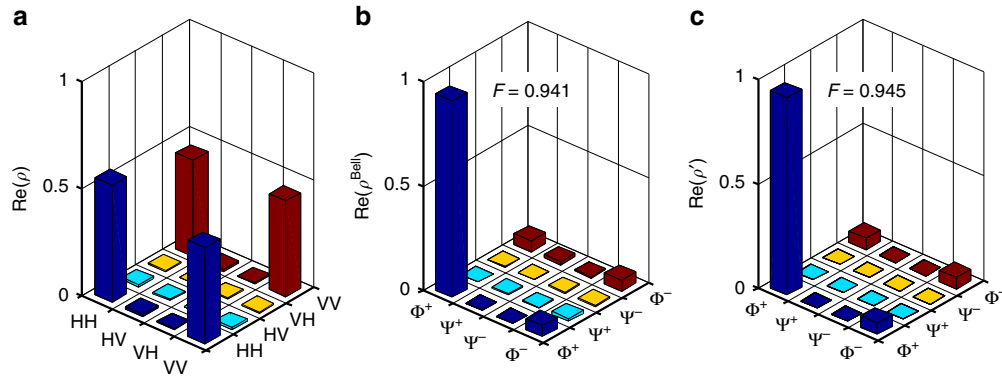 a
Re(ρ)
1
0.5
0
HH
HV
VH
VV
HH
HV
VH
VV
b
F = 0.941
Re(ρ^Bell)
1
0.5
0
Φ⁺
Ψ⁺
Ψ⁻
Φ⁻
Φ⁺
Ψ⁺
Ψ⁻
Φ⁻
c
F = 0.945
Re(ρ′)
1
0.5
0
Φ⁺
Ψ⁺
Ψ⁻
Φ⁻
Φ⁺
Ψ⁺
Ψ⁻
Φ⁻